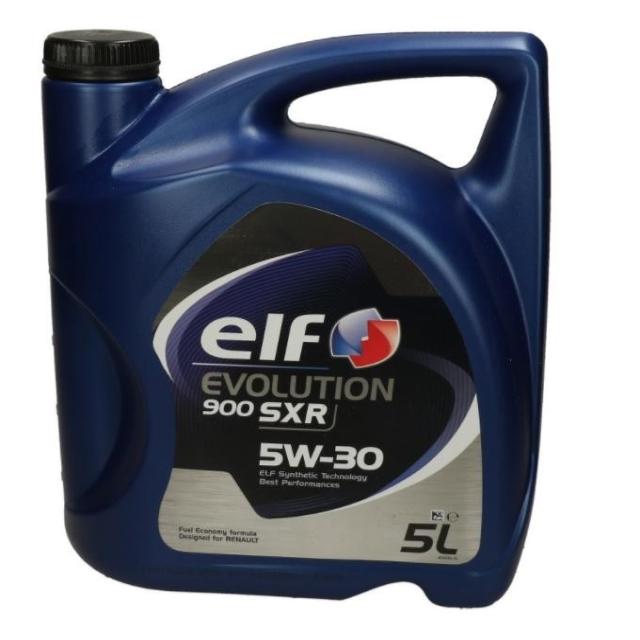 elf
EVOLUTION
900 SXR
5W-30
ELF Synthetic Technology
Best Performances
Fuel Economy formula
Designed for RENAULT
5L